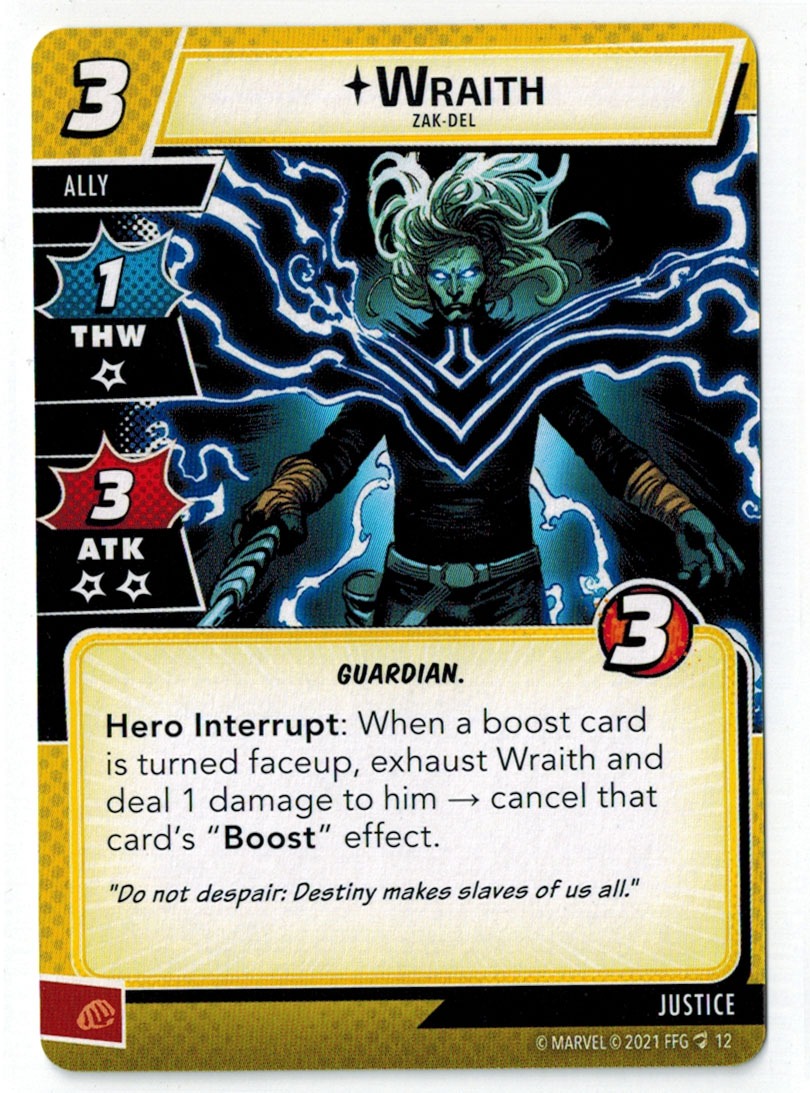 3
WRAITH
ZAK-DEL
ALLY
1
THW
3
ATK
3
GUARDIAN.
Hero Interrupt: When a boost card
is turned faceup, exhaust Wraith and
deal 1 damage to him → cancel that
card's "Boost" effect.
"Do not despair: Destiny makes slaves of us all."
JUSTICE
© MARVEL © 2021 FFG 12